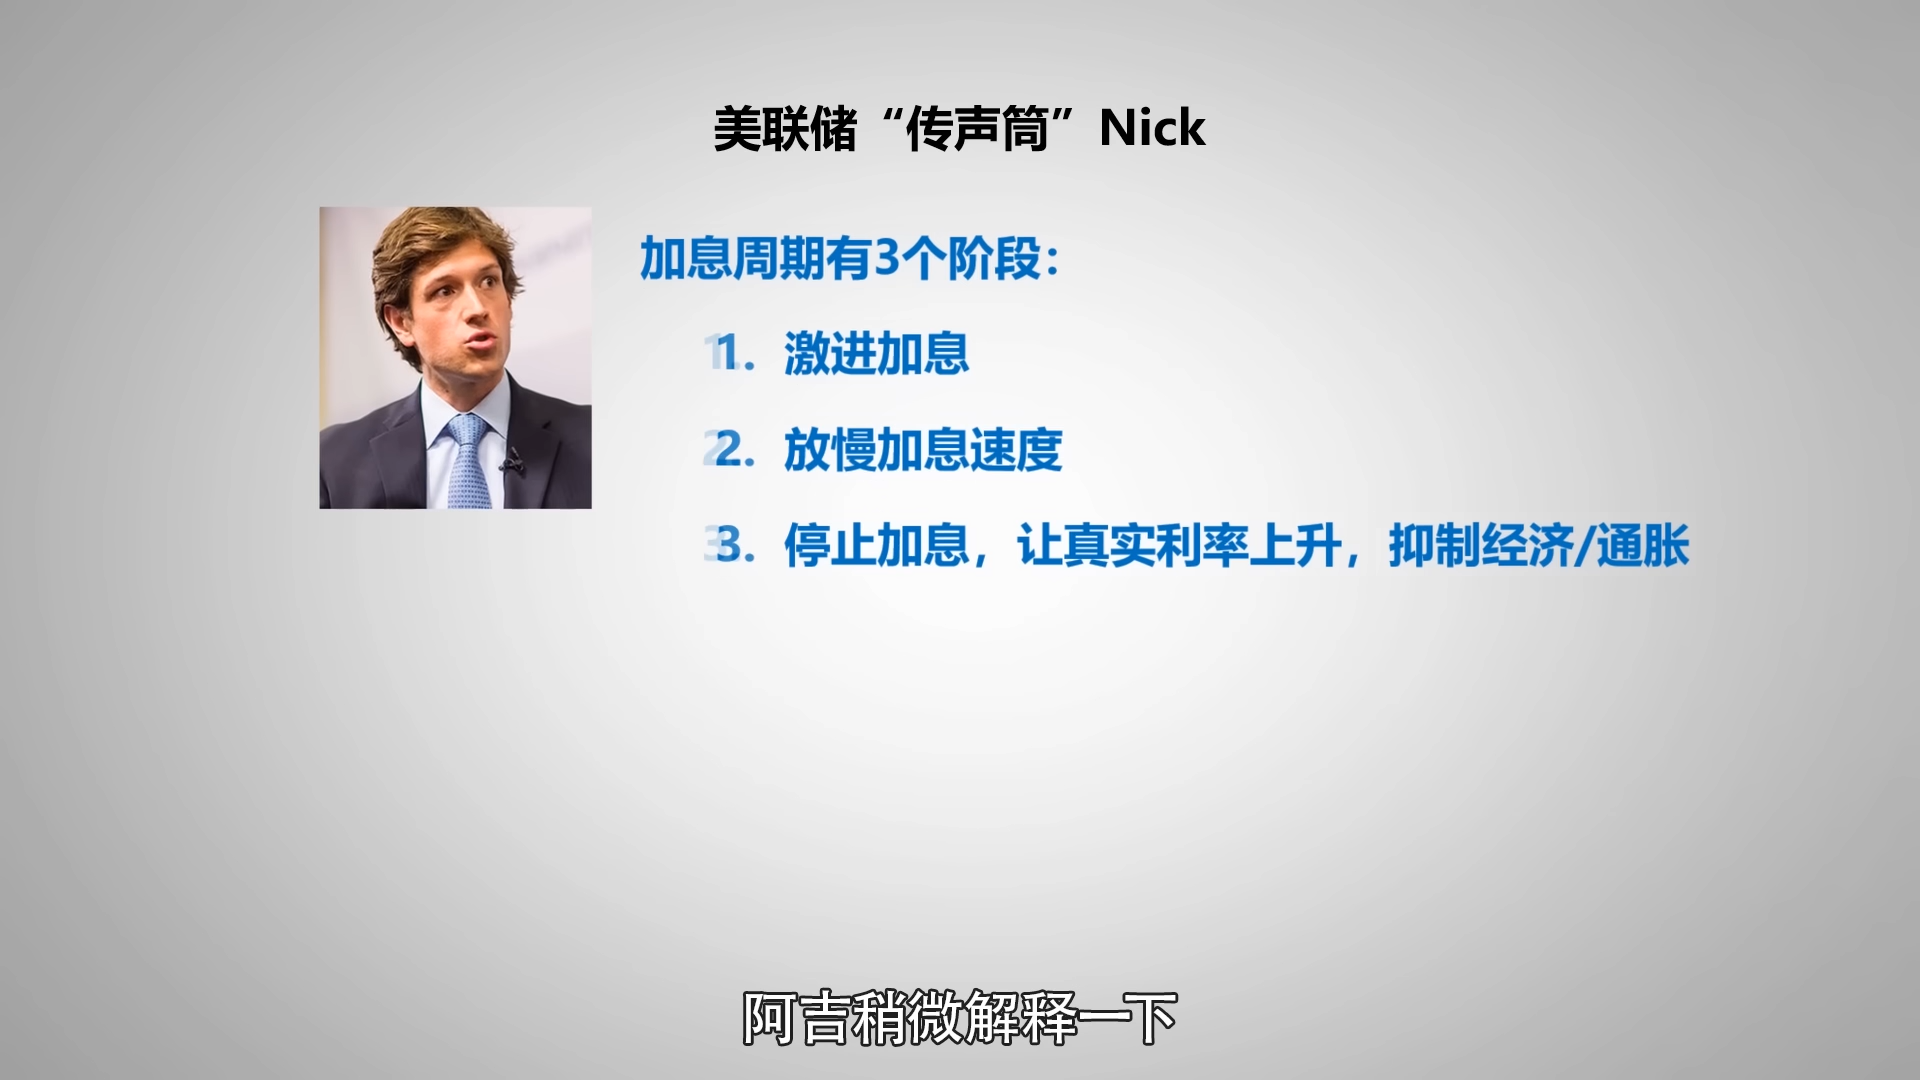 美联储“传声筒”Nick
加息周期有3个阶段：
1. 激进加息
2. 放慢加息速度
3. 停止加息，让真实利率上升，抑制经济/通胀
阿吉稍微解释一下